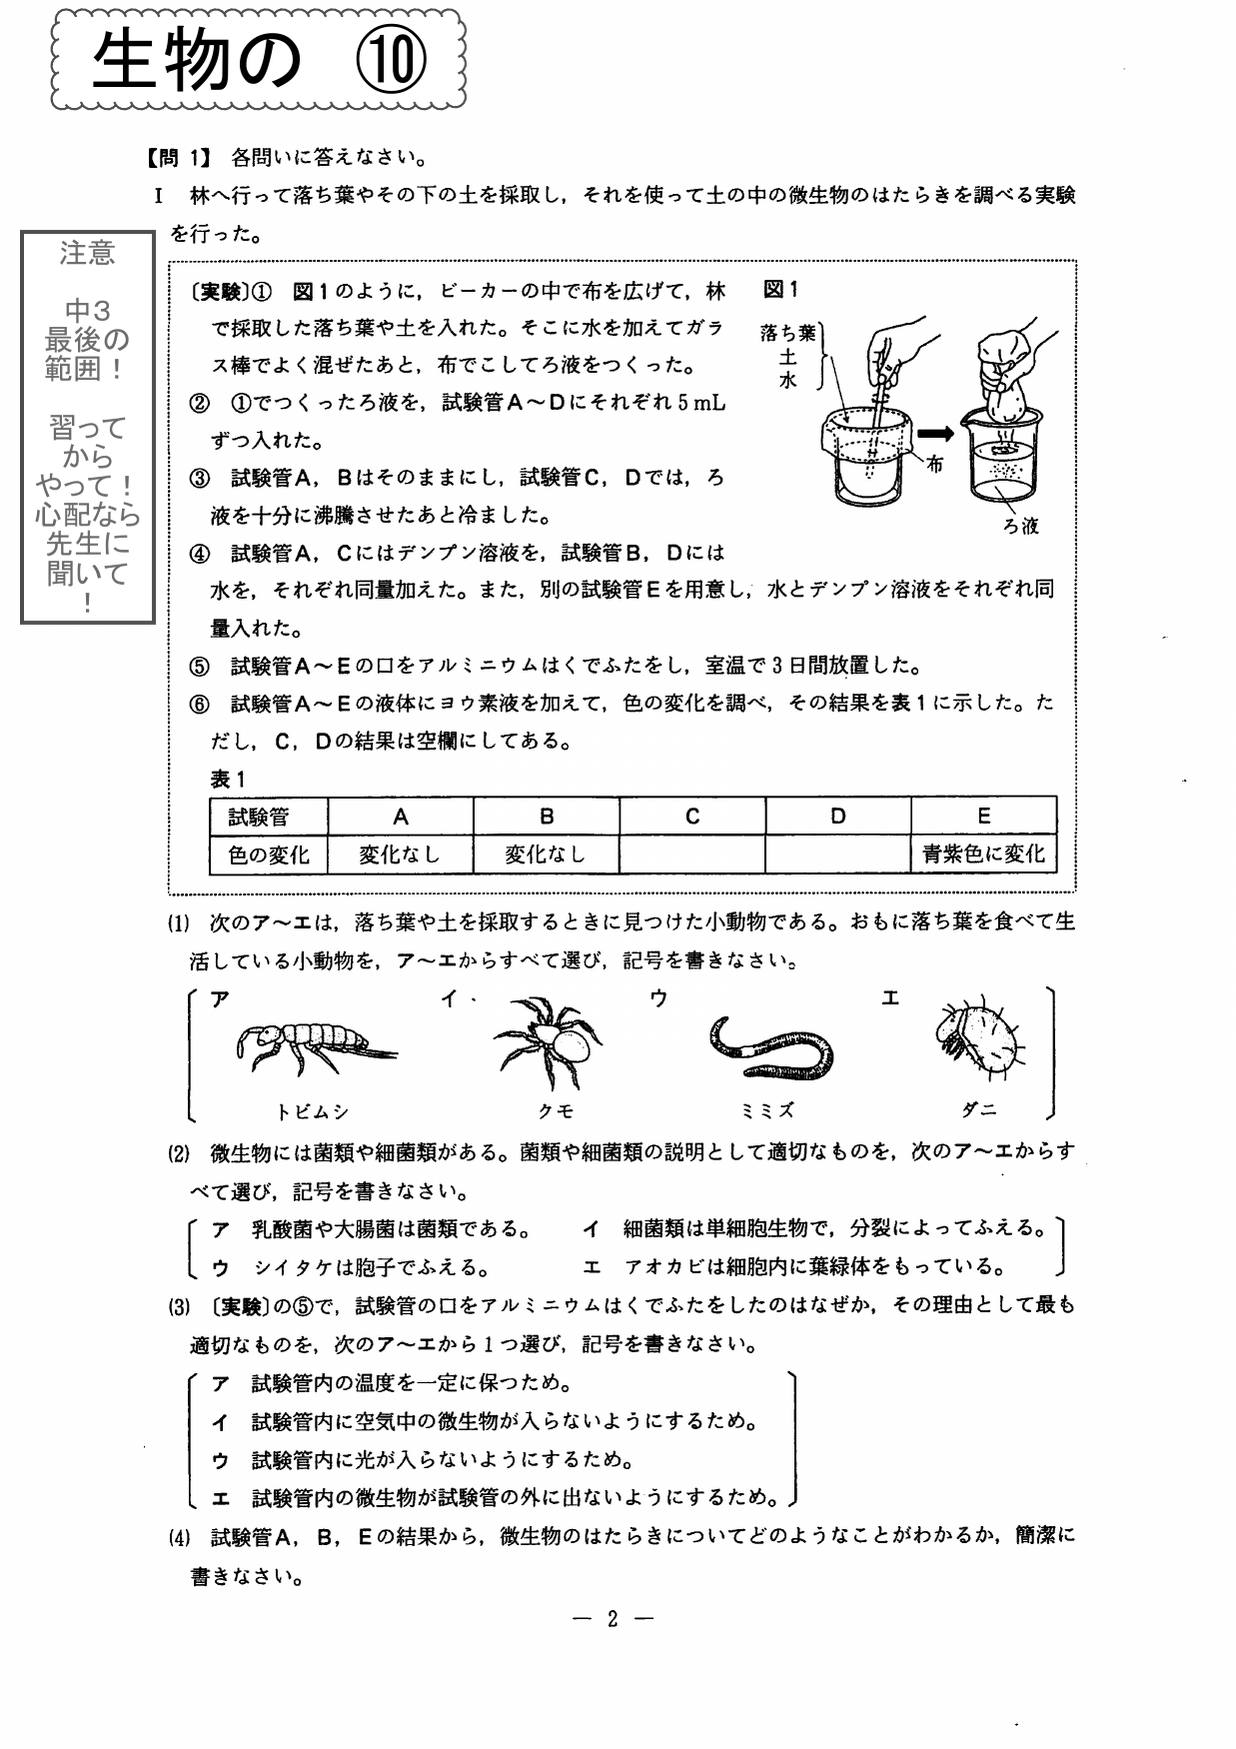 生物の ⑩
【問 1】 各問いに答えなさい。
Ⅰ 林へ行って落ち葉やその下の土を採取し，それを使って土の中の微生物のはたらきを調べる実験
を行った。
注意
中3
最後の
範囲！
習って
から
やって！
心配なら
先生に
聞いて
！
〔実験〕① 図1のように，ビーカーの中で布を広げて，林
で採取した落ち葉や土を入れた。そこに水を加えてガラ
ス棒でよく混ぜたあと，布でこしてろ液をつくった。
② ①でつくったろ液を，試験管A～Dにそれぞれ5mL
ずつ入れた。
③ 試験管A，Bはそのままにし，試験管C，Dでは，ろ
液を十分に沸騰させたあと冷ました。
④ 試験管A，Cにはデンプン溶液を，試験管B，Dには
水を，それぞれ同量加えた。また，別の試験管Eを用意し，水とデンプン溶液をそれぞれ同
量入れた。
⑤ 試験管A～Eの口をアルミニウムはくでふたをし，室温で3日間放置した。
⑥ 試験管A～Eの液体にヨウ素液を加えて，色の変化を調べ，その結果を表1に示した。た
だし，C，Dの結果は空欄にしてある。
図1
落ち葉
土
水
布
ろ液
表1
試験管 A B C D E
色の変化 変化なし 変化なし 青紫色に変化
(1) 次のア～エは，落ち葉や土を採取するときに見つけた小動物である。おもに落ち葉を食べて生
活している小動物を，ア～エからすべて選び，記号を書きなさい。
ア イ ウ エ
トビムシ クモ ミミズ ダニ
(2) 微生物には菌類や細菌類がある。菌類や細菌類の説明として適切なものを，次のア～エからす
べて選び，記号を書きなさい。
ア 乳酸菌や大腸菌は菌類である。 イ 細菌類は単細胞生物で，分裂によってふえる。
ウ シイタケは胞子でふえる。 エ アオカビは細胞内に葉緑体をもっている。
(3) 〔実験〕の⑤で，試験管の口をアルミニウムはくでふたをしたのはなぜか，その理由として最も
適切なものを，次のア～エから1つ選び，記号を書きなさい。
ア 試験管内の温度を一定に保つため。
イ 試験管内に空気中の微生物が入らないようにするため。
ウ 試験管内に光が入らないようにするため。
エ 試験管内の微生物が試験管の外に出ないようにするため。
(4) 試験管A，B，Eの結果から，微生物のはたらきについてどのようなことがわかるか，簡潔に
書きなさい。
― 2 ―